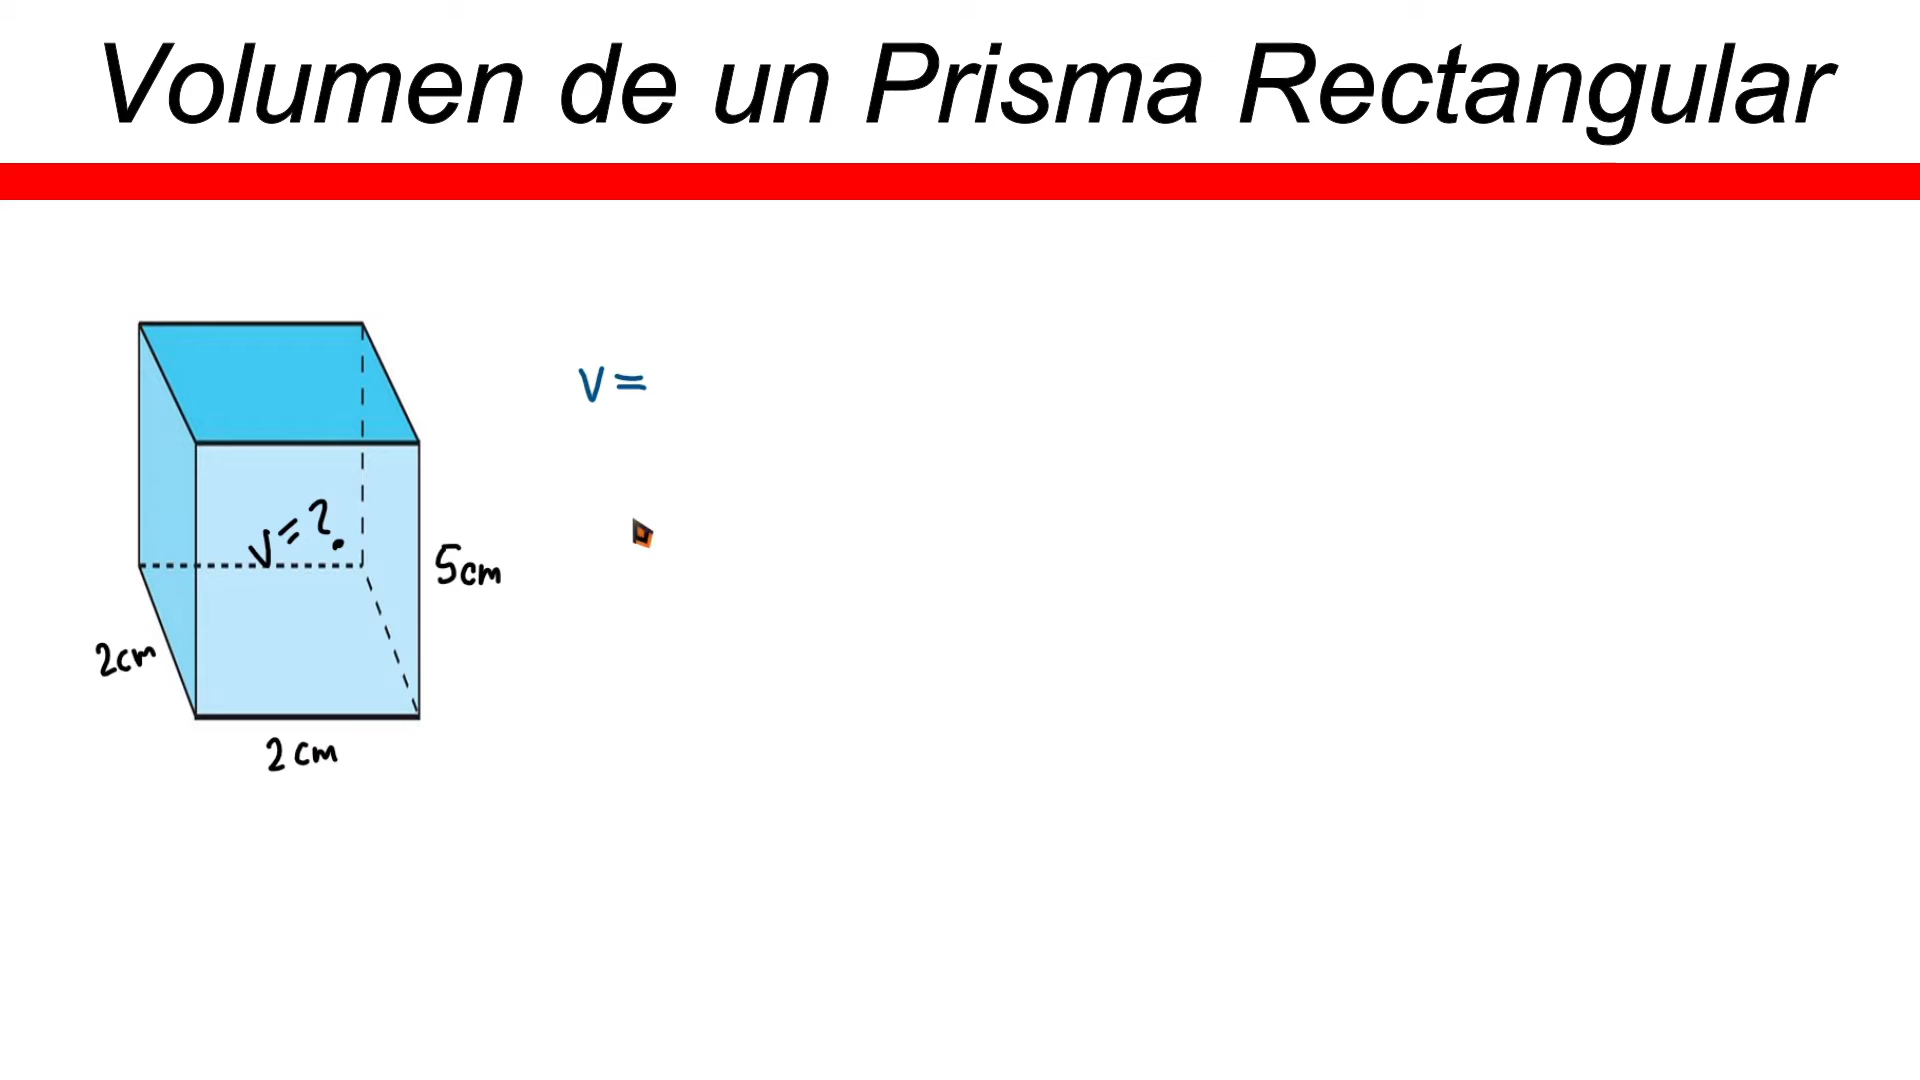 Volumen de un Prisma Rectangular
V =
V = ?
5cm
2cm
2 cm